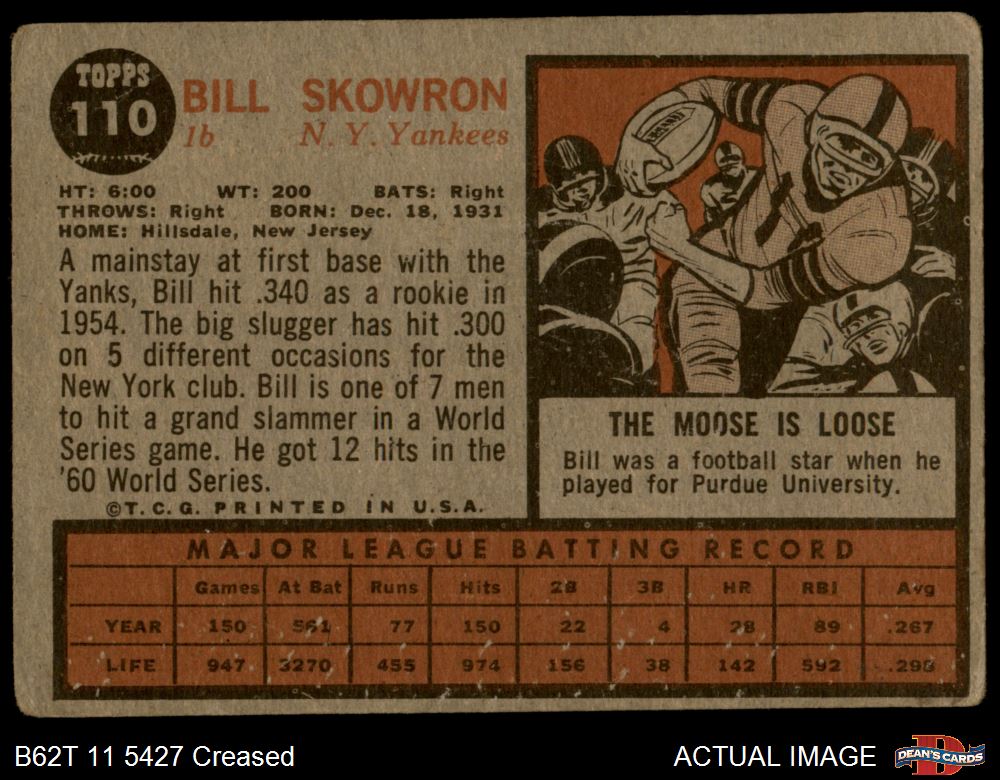 TOPPS
110
BILL SKOWRON
1b N. Y. Yankees
HT: 6:00 WT: 200 BATS: Right
THROWS: Right BORN: Dec. 18, 1931
HOME: Hillsdale, New Jersey
A mainstay at first base with the
Yanks, Bill hit .340 as a rookie in
1954. The big slugger has hit .300
on 5 different occasions for the
New York club. Bill is one of 7 men
to hit a grand slammer in a World
Series game. He got 12 hits in the
'60 World Series.
©T.C.G. PRINTED IN U.S.A.
THE MOOSE IS LOOSE
Bill was a football star when he
played for Purdue University.
MAJOR LEAGUE BATTING RECORD
Games At Bat Runs Hits 2B 3B HR RBI Avg
YEAR 150 561 77 150 22 4 28 89 .267
LIFE 947 3270 455 974 156 38 142 592 .298
B62T 11 5427 Creased
ACTUAL IMAGE
DEAN'S CARDS